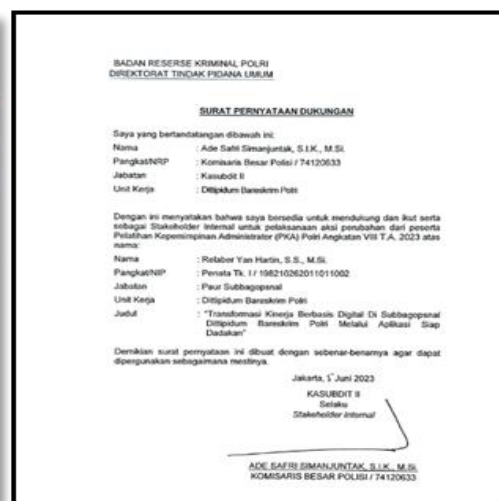 BADAN RESERSE KRIMINAL POLRI
DIREKTORAT TINDAK PIDANA UMUM
SURAT PERNYATAAN DUKUNGAN
Saya yang bertandatangan dibawah ini:
Nama : Ade Safri Simanjuntak, S.I.K., M.Si.
Pangkat/NRP : Komisaris Besar Polisi / 74120633
Jabatan : Kasubdit II
Unit Kerja : Dittipidum Bareskrim Polri
Dengan ini menyatakan bahwa saya bersedia untuk mendukung dan ikut serta
sebagai Stakeholder Internal untuk pelaksanaan aksi perubahan dari peserta
Pelatihan Kepemimpinan Administrator (PKA) Polri Angkatan VIII T.A. 2023 atas
nama:
Nama : Relaber Yan Hartin, S.S., M.Si.
Pangkat/NIP : Penata Tk. I / 198210262011011002
Jabatan : Paur Subbagopsnal
Unit Kerja : Dittipidum Bareskrim Polri
Judul : "Transformasi Kinerja Berbasis Digital Di Subbagopsnal
Dittipidum Bareskrim Polri Melalui Aplikasi Siap
Dadakan"
Demikian surat pernyataan ini dibuat dengan sebenar-benarnya agar dapat
dipergunakan sebagaimana mestinya.
Jakarta, Juni 2023
KASUBDIT II
Selaku
Stakeholder Internal
ADE SAFRI SIMANJUNTAK, S.I.K., M.Si.
KOMISARIS BESAR POLISI / 74120633